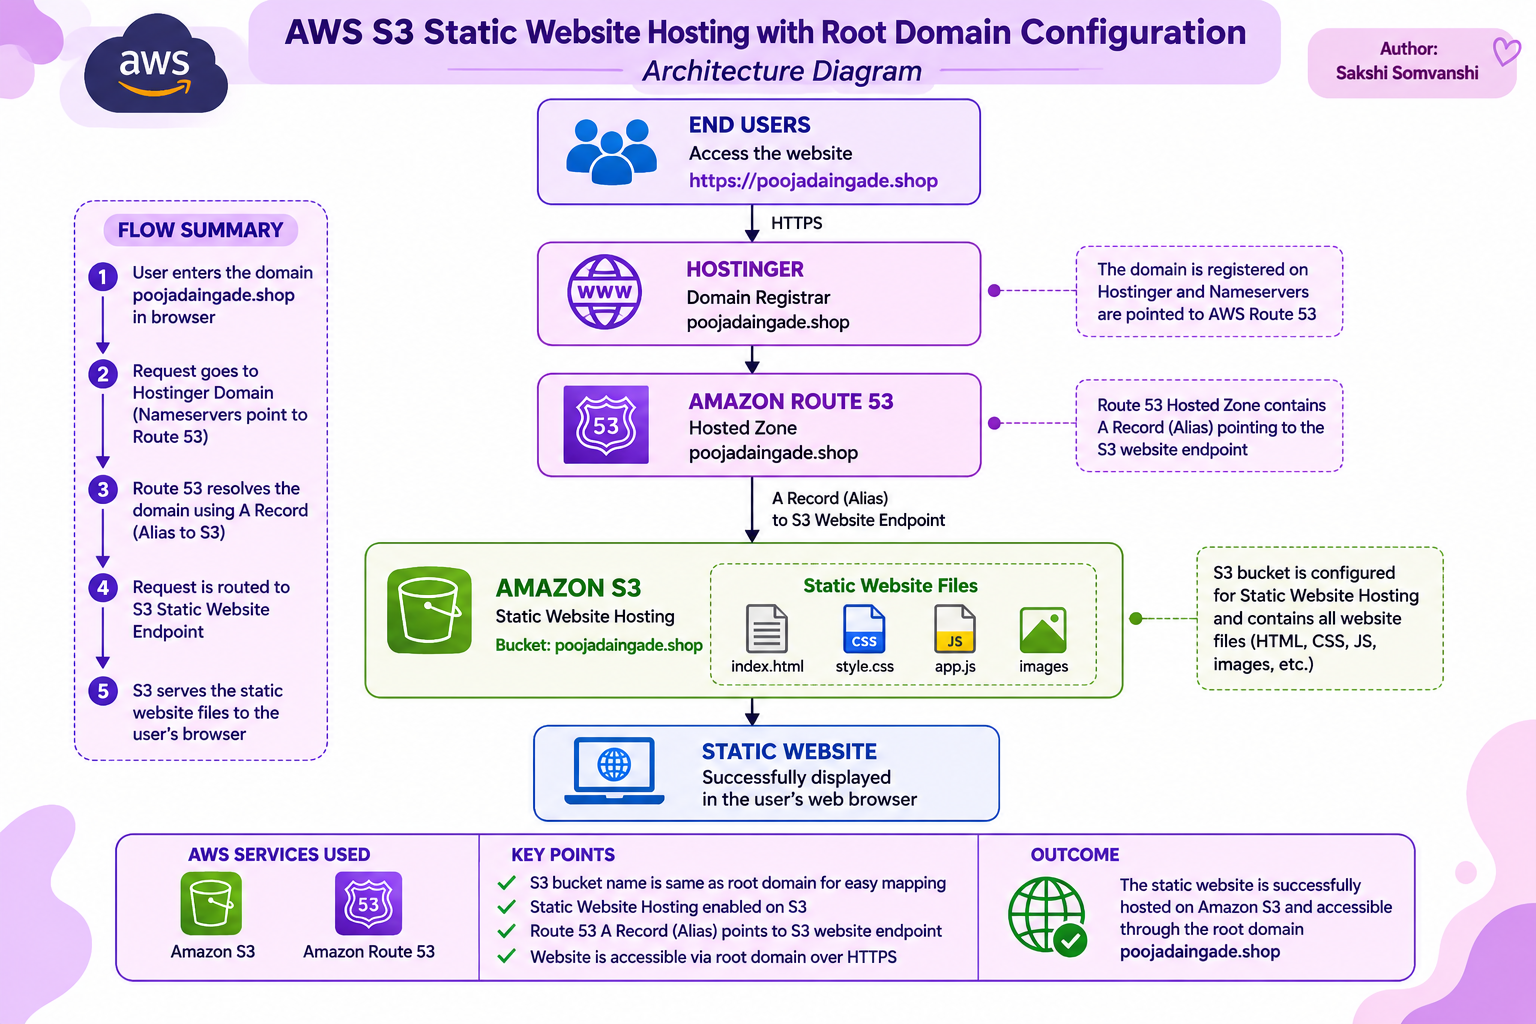 aws
AWS S3 Static Website Hosting with Root Domain Configuration
Architecture Diagram
Author:
Sakshi Somvanshi
END USERS
Access the website
https://poojadaingade.shop
HTTPS
HOSTINGER
Domain Registrar
poojadaingade.shop
WWW
The domain is registered on
Hostinger and Nameservers
are pointed to AWS Route 53
AMAZON ROUTE 53
Hosted Zone
poojadaingade.shop
53
Route 53 Hosted Zone contains
A Record (Alias) pointing to the
S3 website endpoint
A Record (Alias)
to S3 Website Endpoint
AMAZON S3
Static Website Hosting
Bucket: poojadaingade.shop
Static Website Files
CSS
JS
index.html
style.css
app.js
images
S3 bucket is configured
for Static Website Hosting
and contains all website
files (HTML, CSS, JS,
images, etc.)
STATIC WEBSITE
Successfully displayed
in the user's web browser
FLOW SUMMARY
1
User enters the domain
poojadaingade.shop
in browser
2
Request goes to
Hostinger Domain
(Nameservers point to
Route 53)
3
Route 53 resolves the
domain using A Record
(Alias to S3)
4
Request is routed to
S3 Static Website
Endpoint
5
S3 serves the static
website files to the
user's browser
AWS SERVICES USED
53
Amazon S3
Amazon Route 53
KEY POINTS
S3 bucket name is same as root domain for easy mapping
Static Website Hosting enabled on S3
Route 53 A Record (Alias) points to S3 website endpoint
Website is accessible via root domain over HTTPS
OUTCOME
The static website is successfully
hosted on Amazon S3 and accessible
through the root domain
poojadaingade.shop